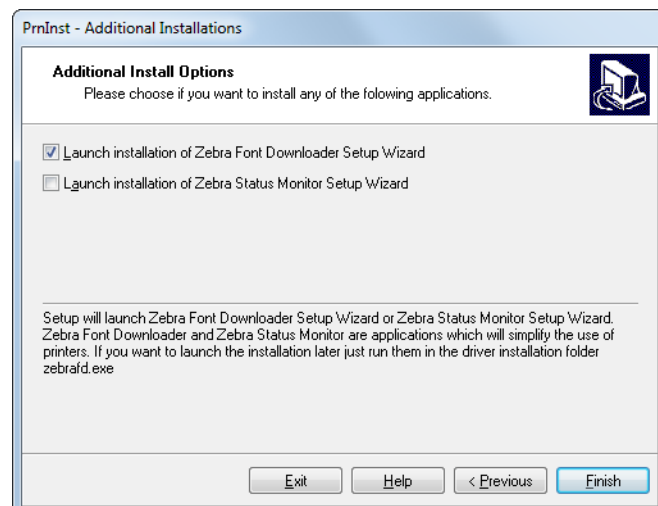 PrnInst - Additional Installations
Additional Install Options
Please choose if you want to install any of the folowing applications.
Launch installation of Zebra Font Downloader Setup Wizard
Launch installation of Zebra Status Monitor Setup Wizard
Setup will launch Zebra Font Downloader Setup Wizard or Zebra Status Monitor Setup Wizard.
Zebra Font Downloader and Zebra Status Monitor are applications which will simplify the use of
printers. If you want to launch the installation later just run them in the driver installation folder
zebrafd.exe
Exit Help < Previous Finish